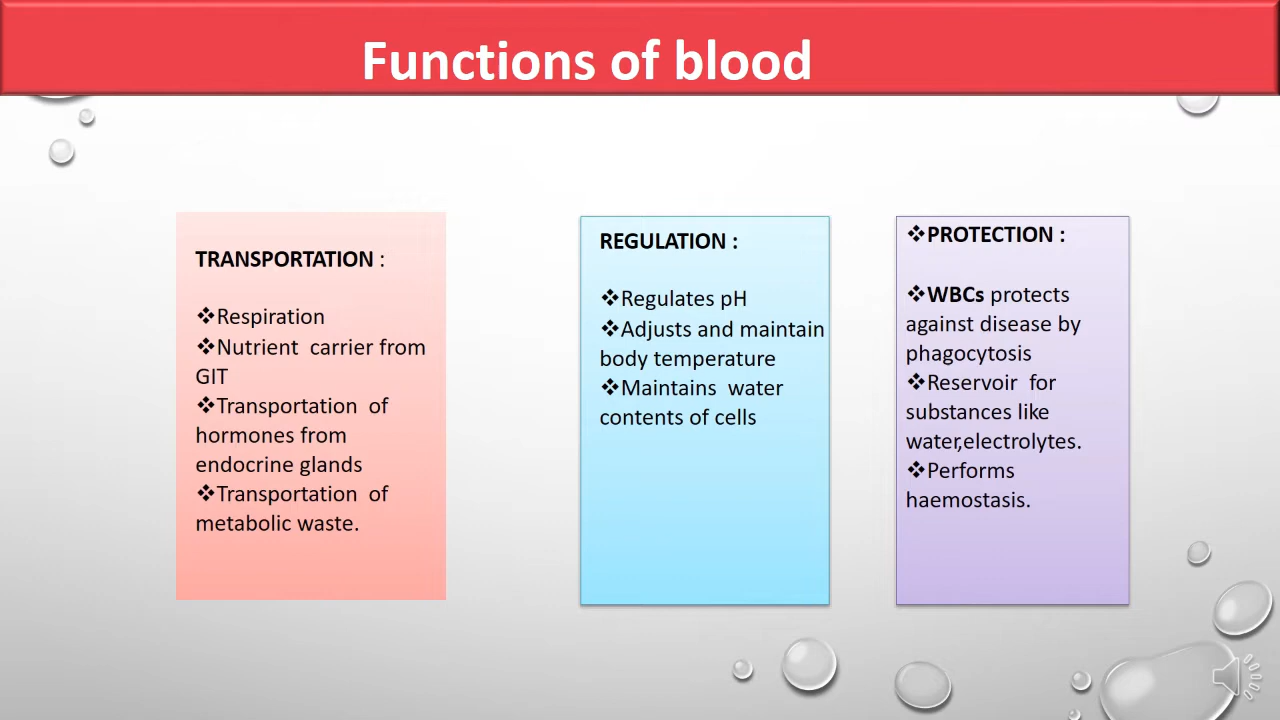 Functions of blood
TRANSPORTATION :
❖Respiration
❖Nutrient carrier from
GIT
❖Transportation of
hormones from
endocrine glands
❖Transportation of
metabolic waste.
REGULATION :
❖Regulates pH
❖Adjusts and maintain
body temperature
❖Maintains water
contents of cells
❖PROTECTION :
❖WBCs protects
against disease by
phagocytosis
❖Reservoir for
substances like
water,electrolytes.
❖Performs
haemostasis.